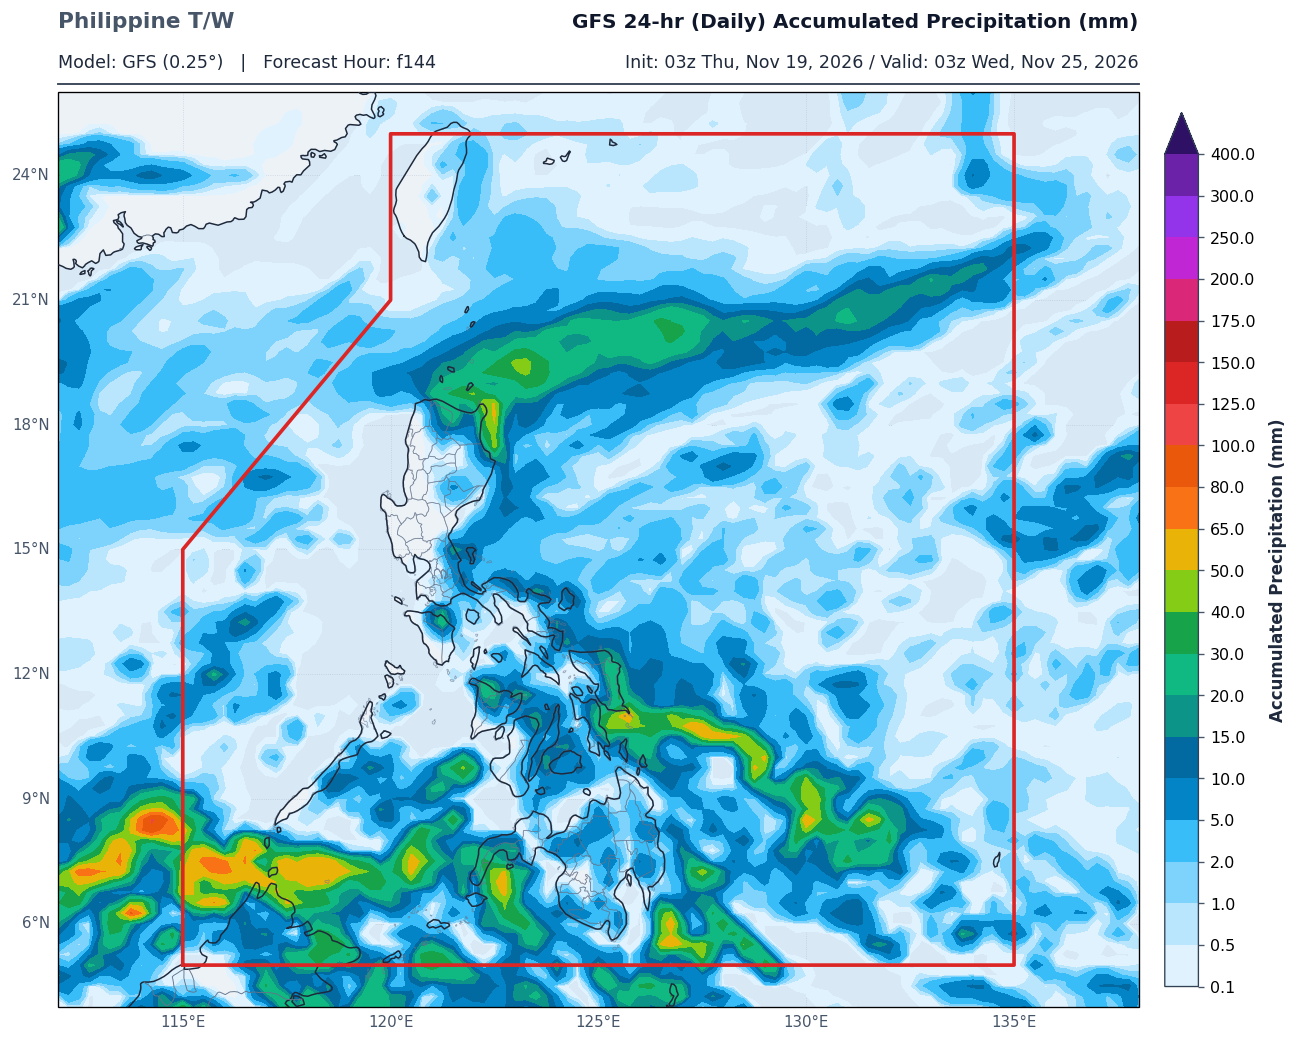 Philippine T/W
GFS 24-hr (Daily) Accumulated Precipitation (mm)
Model: GFS (0.25°) | Forecast Hour: f144
Init: 03z Thu, Nov 19, 2026 / Valid: 03z Wed, Nov 25, 2026
24°N
21°N
18°N
15°N
12°N
9°N
6°N
115°E
120°E
125°E
130°E
135°E
400.0
300.0
250.0
200.0
175.0
150.0
125.0
100.0
80.0
65.0
50.0
40.0
30.0
20.0
15.0
10.0
5.0
2.0
1.0
0.5
0.1
Accumulated Precipitation (mm)